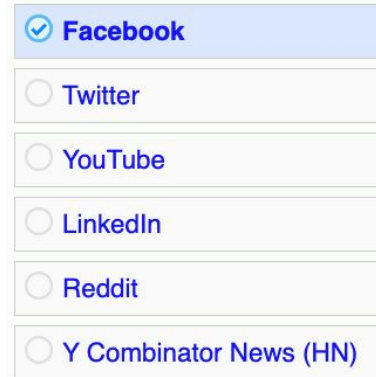 Facebook
Twitter
YouTube
LinkedIn
Reddit
Y Combinator News (HN)